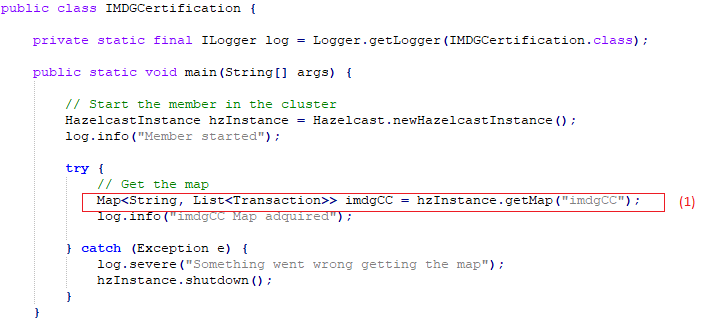 public class IMDGCertification {
private static final ILogger log = Logger.getLogger(IMDGCertification.class);
public static void main(String[] args) {
// Start the member in the cluster
HazelcastInstance hzInstance = Hazelcast.newHazelcastInstance();
log.info("Member started");
try {
// Get the map
Map<String, List<Transaction>> imdgCC = hzInstance.getMap("imdgCC"); (1)
log.info("imdgCC Map adquired");
} catch (Exception e) {
log.severe("Something went wrong getting the map");
hzInstance.shutdown();
}
}